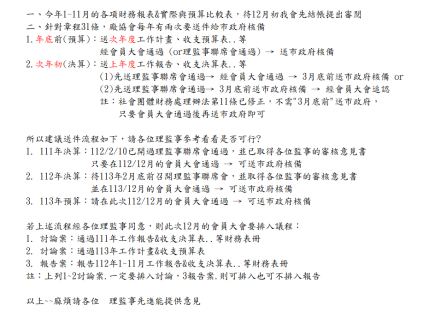 一、今年1-11月的各項財務報表&實際與預算比較表，待12月初我會先結帳提出審閱
二、針對章程31條，廠協會每年有兩次要送件給市政府核備
1.年底前(預算)：送次年度工作計畫、收支預算表..等
經會員大會通過 (or理監事聯席會通過) → 送市政府核備
2.次年初(決算)：送上年度工作報告、收支決算表..等
(1)先送理監事聯席會通過→ 經會員大會通過 → 3月底前送市政府核備 or
(2)先送理監事聯席會通過→ 3月底前送市政府核備 → 經會員大會追認
註：社會團體財務處理辦法第11條已修正，不需"3月底前"送市政府，
只要會員大會通過後再送市政府即可
所以建議送件流程如下，請各位理監事參考看看是否可行?
1. 111年決算：112/2/10已開過理監事聯席會通過，並已取得各位監事的審核意見書
只要在112/12月的會員大會通過 → 可送市政府核備
2. 112年決算：待113年2月底前召開理監事聯席會，並取得各位監事的審核意見書
並在113/12月的會員大會通過 → 可送市政府核備
3. 113年預算：請在此次112/12月的會員大會通過 → 可送市政府核備
若上述流程經各位理監事同意，則此次12月的會員大會要排入議程：
1. 討論案：通過111年工作報告&收支決算表..等財務表冊
2. 討論案：通過113年工作計畫&收支預算表
3. 報告案：報告112年1-11月工作報告&收支決算表..等財務表冊
註：上列1-2討論案.一定要排入討論，3報告案.則可排入也可不排入報告
以上~~麻煩請各位 理監事先進能提供意見